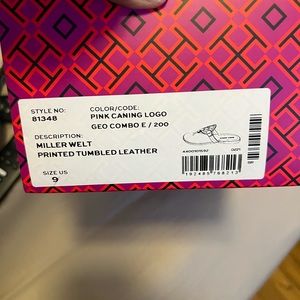 STYLE NO: COLOR/CODE:
81348 PINK CANING LOGO
GEO COMBO E / 200
DESCRIPTION:
MILLER WELT
PRINTED TUMBLED LEATHER
SIZE US
9